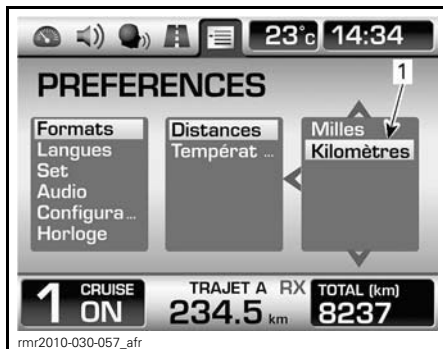 23°c 14:34
1
PREFERENCES
Formats
Langues
Set
Audio
Configura...
Horloge
Distances
Températ ...
Milles
Kilomètres
1 CRUISE ON
TRAJET A RX
234.5 km
TOTAL (km)
8237
rmr2010-030-057_afr